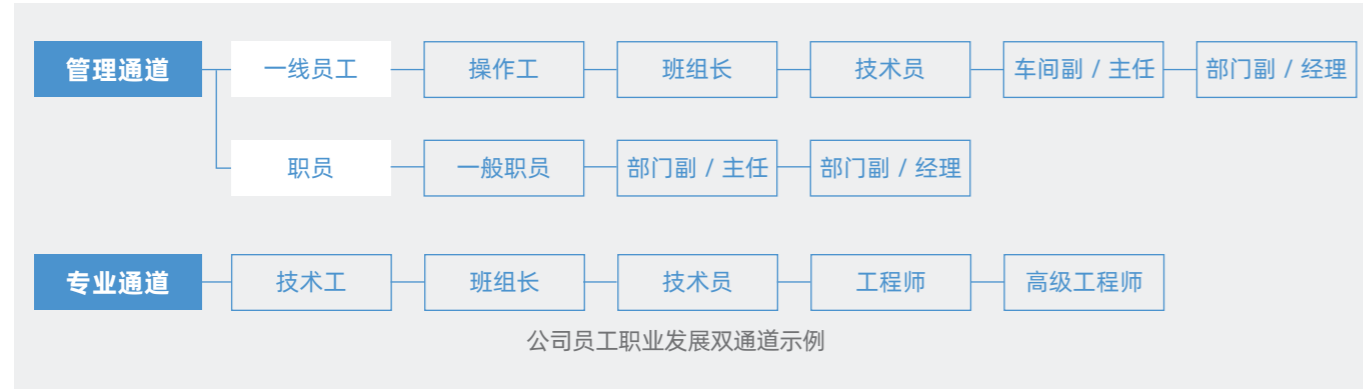 管理通道 一线员工 操作工 班组长 技术员 车间副 / 主任 部门副 / 经理
职员 一般职员 部门副 / 主任 部门副 / 经理
专业通道 技术工 班组长 技术员 工程师 高级工程师
公司员工职业发展双通道示例